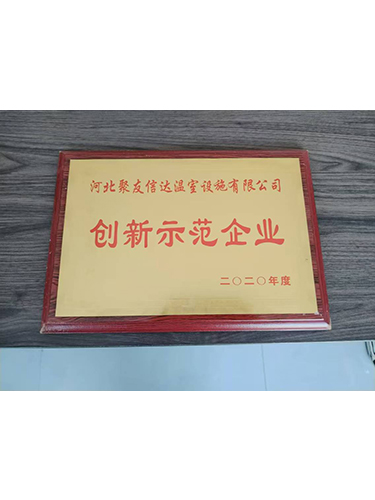 河北聚友信达温室设施有限公司
创新示范企业
二〇二〇年度